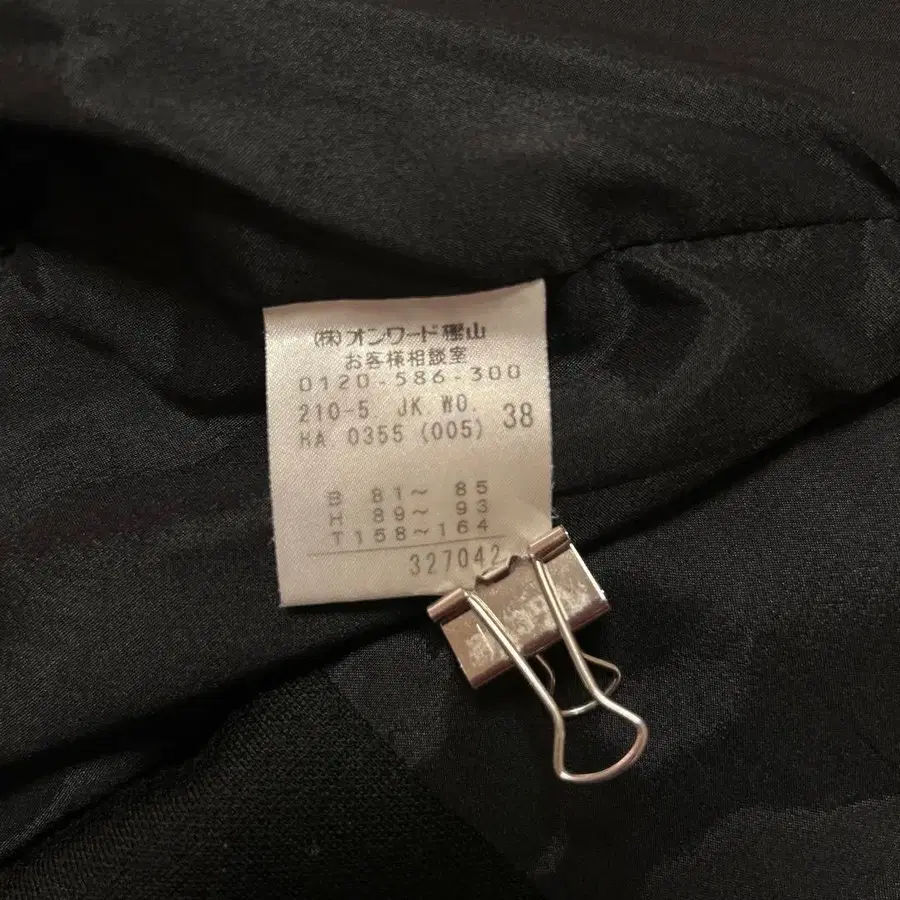 (株)オンワード樫山
お客様相談室
0120-586-300
210-5 JK.WO. 38
HA 0355 (005)
B 81~ 85
H 89~ 93
T158~164
327042